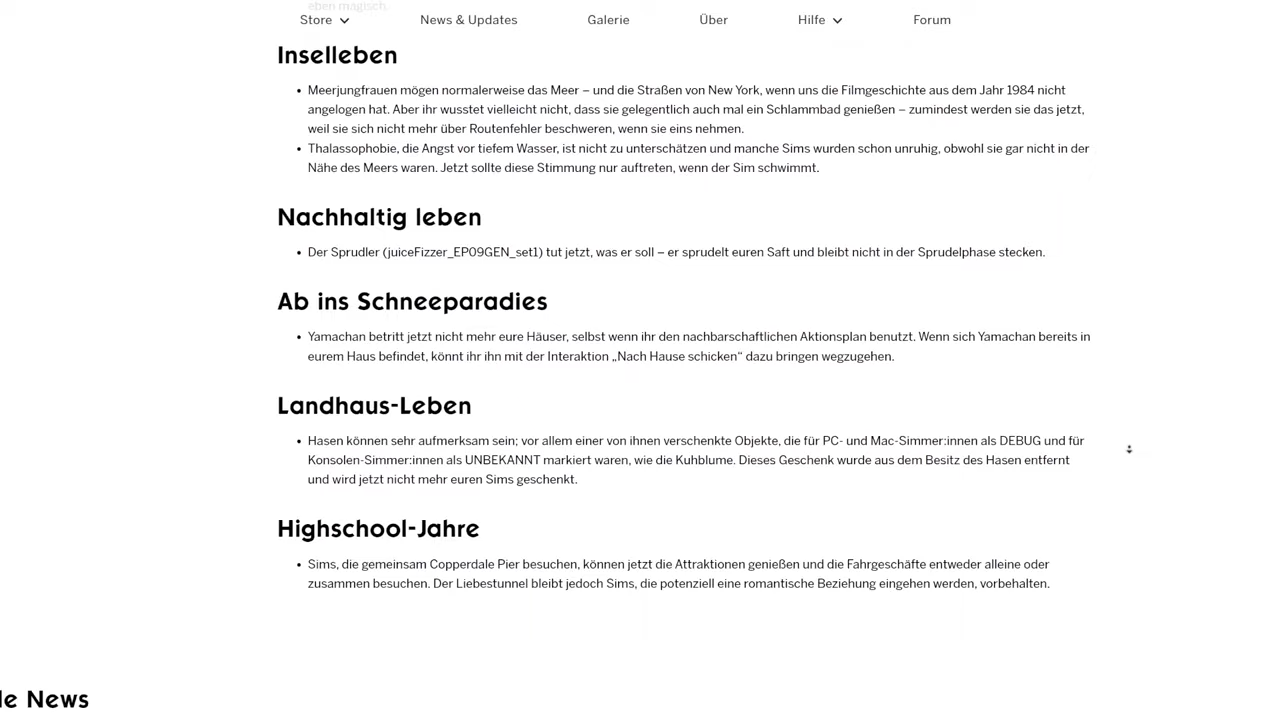 eben magisch.
Store
News & Updates
Galerie
Über
Hilfe
Forum
Inselleben
• Meerjungfrauen mögen normalerweise das Meer – und die Straßen von New York, wenn uns die Filmgeschichte aus dem Jahr 1984 nicht
angelogen hat. Aber ihr wusstet vielleicht nicht, dass sie gelegentlich auch mal ein Schlammbad genießen – zumindest werden sie das jetzt,
weil sie sich nicht mehr über Routenfehler beschweren, wenn sie eins nehmen.
• Thalassophobie, die Angst vor tiefem Wasser, ist nicht zu unterschätzen und manche Sims wurden schon unruhig, obwohl sie gar nicht in der
Nähe des Meers waren. Jetzt sollte diese Stimmung nur auftreten, wenn der Sim schwimmt.
Nachhaltig leben
• Der Sprudler (juiceFizzer_EP09GEN_set1) tut jetzt, was er soll – er sprudelt euren Saft und bleibt nicht in der Sprudelphase stecken.
Ab ins Schneeparadies
• Yamachan betritt jetzt nicht mehr eure Häuser, selbst wenn ihr den nachbarschaftlichen Aktionsplan benutzt. Wenn sich Yamachan bereits in
eurem Haus befindet, könnt ihr ihn mit der Interaktion „Nach Hause schicken“ dazu bringen wegzugehen.
Landhaus-Leben
• Hasen können sehr aufmerksam sein; vor allem einer von ihnen verschenkte Objekte, die für PC- und Mac-Simmer:innen als DEBUG und für
Konsolen-Simmer:innen als UNBEKANNT markiert waren, wie die Kuhblume. Dieses Geschenk wurde aus dem Besitz des Hasen entfernt
und wird jetzt nicht mehr euren Sims geschenkt.
Highschool-Jahre
• Sims, die gemeinsam Copperdale Pier besuchen, können jetzt die Attraktionen genießen und die Fahrgeschäfte entweder alleine oder
zusammen besuchen. Der Liebestunnel bleibt jedoch Sims, die potenziell eine romantische Beziehung eingehen werden, vorbehalten.
le News